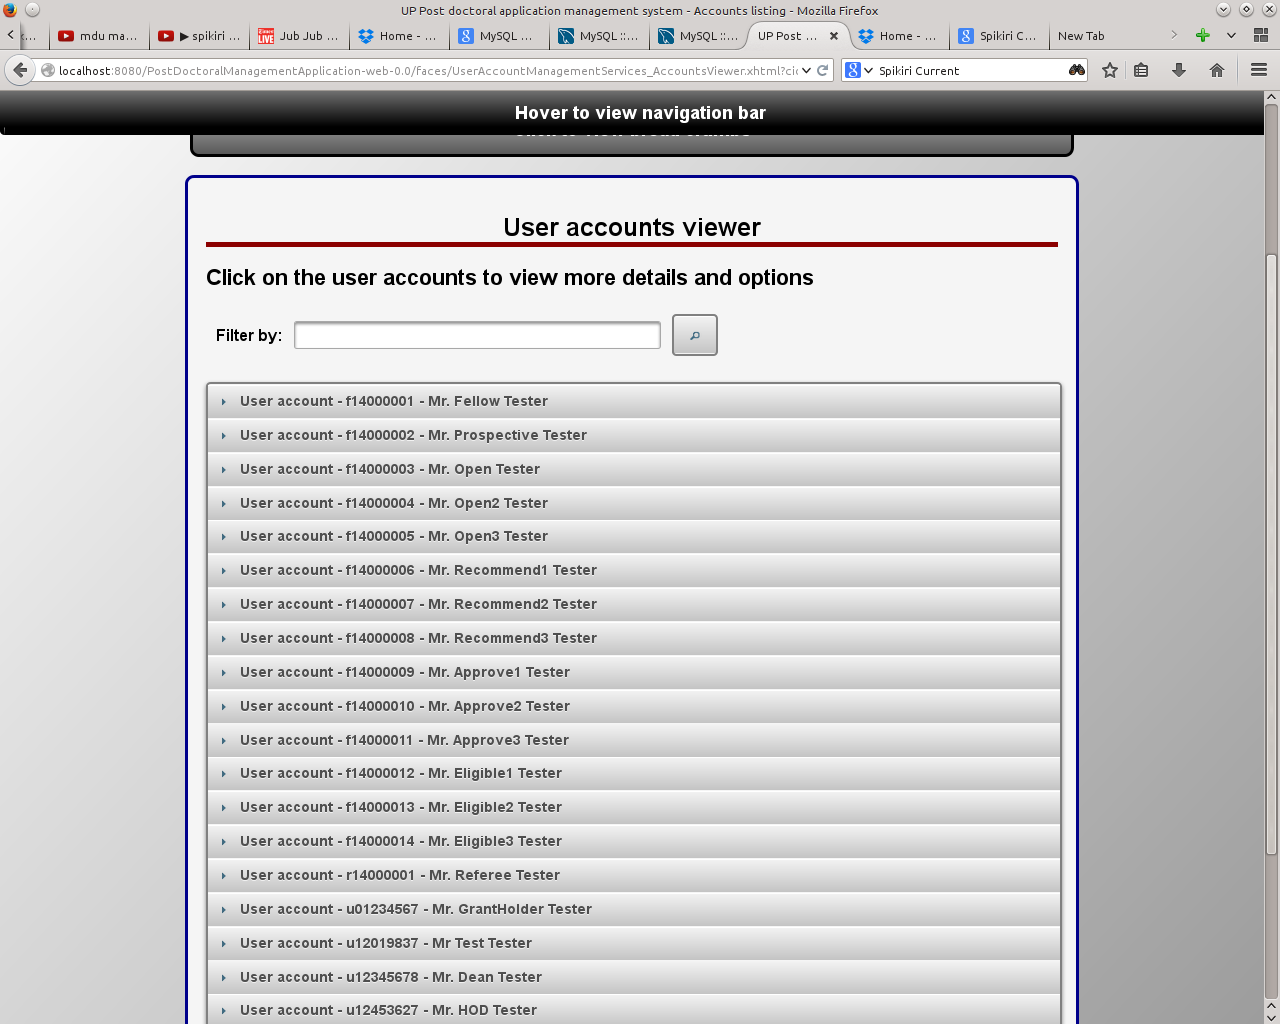 UP Post doctoral application management system - Accounts listing - Mozilla Firefox
mdu ma...
▶ spikiri ...
Jub Jub ...
Home - ...
MySQL ...
MySQL ::...
MySQL ::...
UP Post ...
Home - ...
Spikiri C...
New Tab
localhost:8080/PostDoctoralManagementApplication-web-0.0/faces/UserAccountManagementServices_AccountsViewer.xhtml?ci
Spikiri Current
Hover to view navigation bar
User accounts viewer
Click on the user accounts to view more details and options
Filter by:
User account - f14000001 - Mr. Fellow Tester
User account - f14000002 - Mr. Prospective Tester
User account - f14000003 - Mr. Open Tester
User account - f14000004 - Mr. Open2 Tester
User account - f14000005 - Mr. Open3 Tester
User account - f14000006 - Mr. Recommend1 Tester
User account - f14000007 - Mr. Recommend2 Tester
User account - f14000008 - Mr. Recommend3 Tester
User account - f14000009 - Mr. Approve1 Tester
User account - f14000010 - Mr. Approve2 Tester
User account - f14000011 - Mr. Approve3 Tester
User account - f14000012 - Mr. Eligible1 Tester
User account - f14000013 - Mr. Eligible2 Tester
User account - f14000014 - Mr. Eligible3 Tester
User account - r14000001 - Mr. Referee Tester
User account - u01234567 - Mr. GrantHolder Tester
User account - u12019837 - Mr Test Tester
User account - u12345678 - Mr. Dean Tester
User account - u12453627 - Mr. HOD Tester